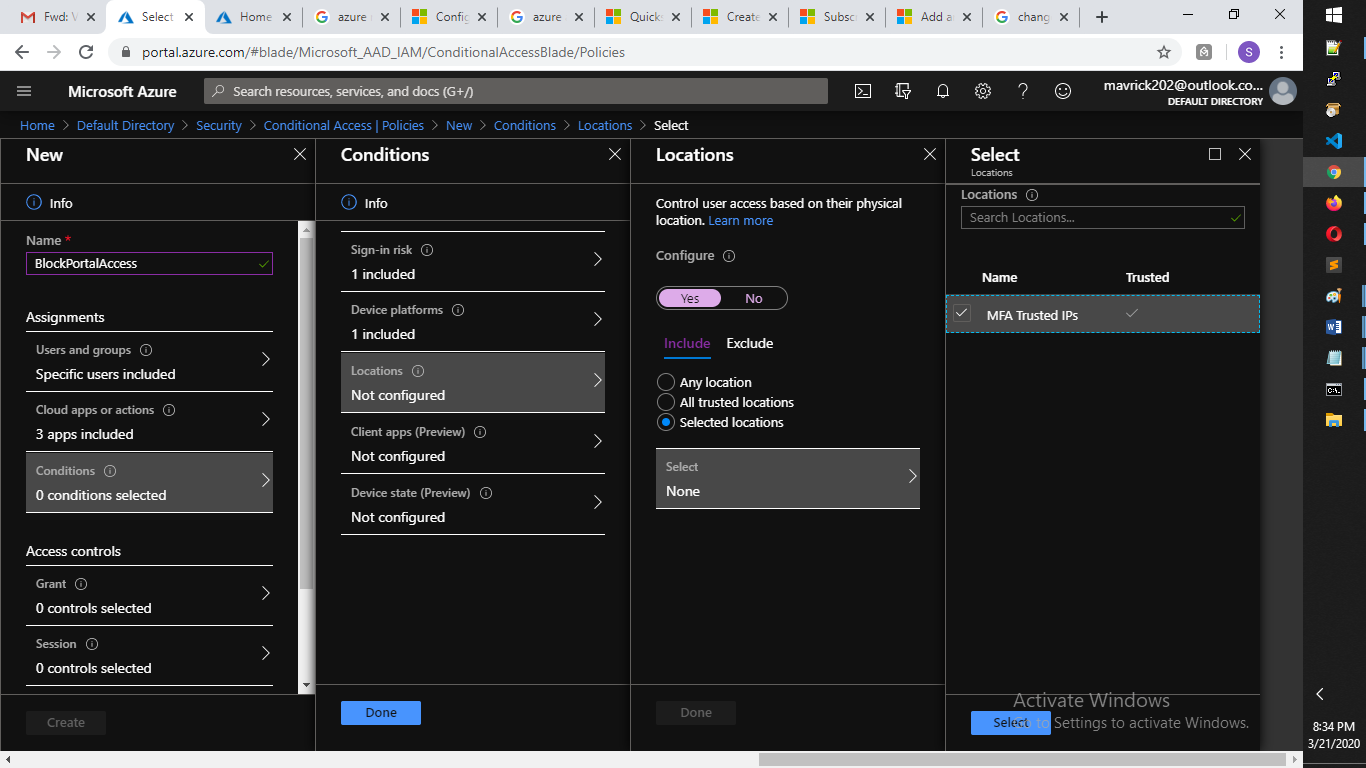 Fwd: V
Select
Home
azure
Config
azure
Quicks
Create
Subsc
Add a
chang
portal.azure.com/#blade/Microsoft_AAD_IAM/ConditionalAccessBlade/Policies
S
Microsoft Azure
Search resources, services, and docs (G+/)
mavrick202@outlook.co...
DEFAULT DIRECTORY
Home > Default Directory > Security > Conditional Access | Policies > New > Conditions > Locations > Select
New
Info
Name *
BlockPortalAccess
Assignments
Users and groups
Specific users included
Cloud apps or actions
3 apps included
Conditions
0 conditions selected
Access controls
Grant
0 controls selected
Session
0 controls selected
Create
Conditions
Info
Sign-in risk
1 included
Device platforms
1 included
Locations
Not configured
Client apps (Preview)
Not configured
Device state (Preview)
Not configured
Done
Locations
Control user access based on their physical
location. Learn more
Configure
Yes No
Include Exclude
Any location
All trusted locations
Selected locations
Select
None
Done
Select
Locations
Locations
Search Locations...
Name Trusted
MFA Trusted IPs
Select
Activate Windows
Go to Settings to activate Windows.
8:34 PM
3/21/2020